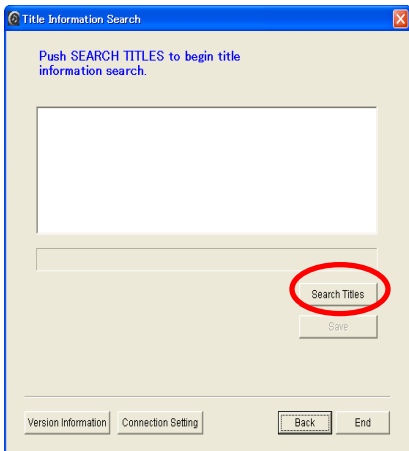 Title Information Search
Push SEARCH TITLES to begin title
information search.
Search Titles
Save
Version Information
Connection Setting
Back
End